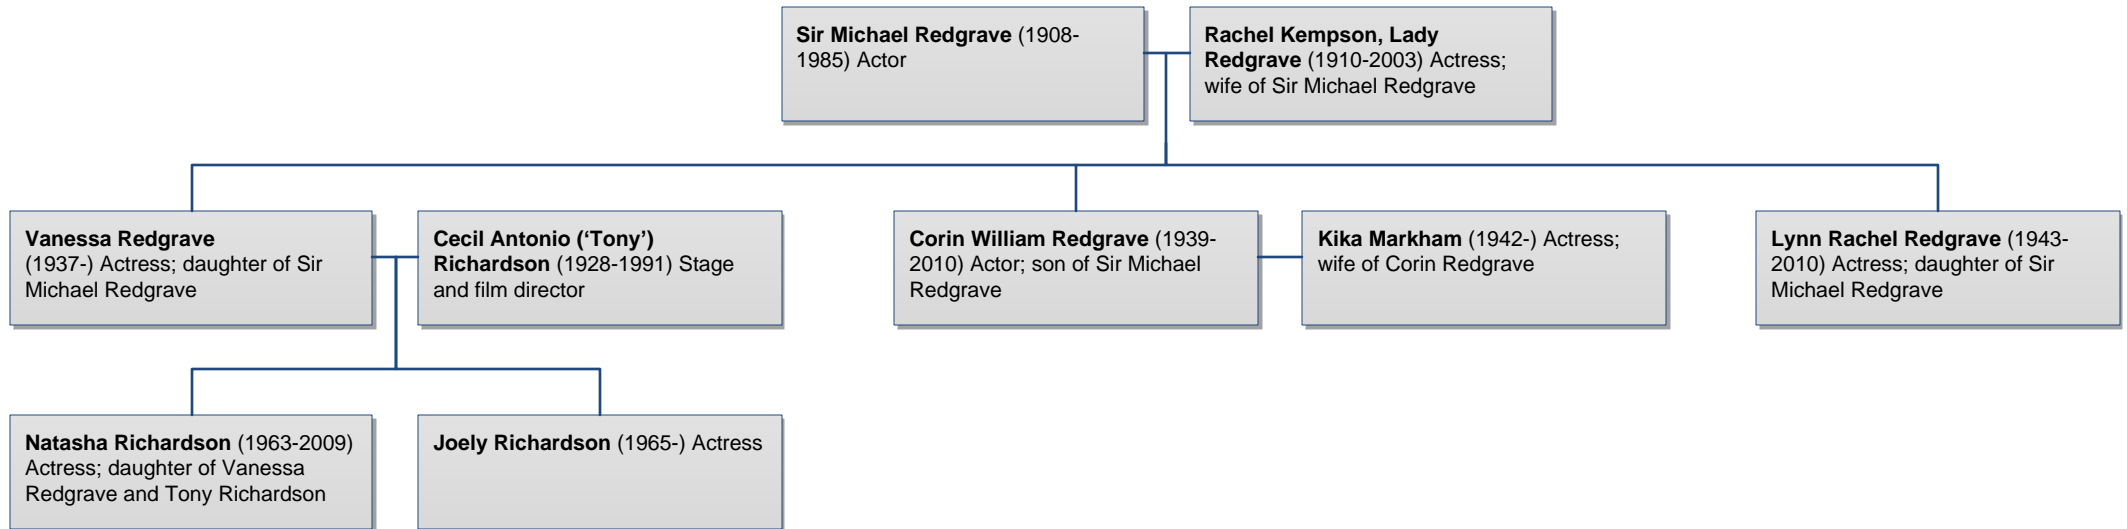 Sir Michael Redgrave (1908-
1985) Actor
Rachel Kempson, Lady
Redgrave (1910-2003) Actress;
wife of Sir Michael Redgrave
Vanessa Redgrave
(1937-) Actress; daughter of Sir
Michael Redgrave
Cecil Antonio (‘Tony’)
Richardson (1928-1991) Stage
and film director
Corin William Redgrave (1939-
2010) Actor; son of Sir Michael
Redgrave
Kika Markham (1942-) Actress;
wife of Corin Redgrave
Lynn Rachel Redgrave (1943-
2010) Actress; daughter of Sir
Michael Redgrave
Natasha Richardson (1963-2009)
Actress; daughter of Vanessa
Redgrave and Tony Richardson
Joely Richardson (1965-) Actress